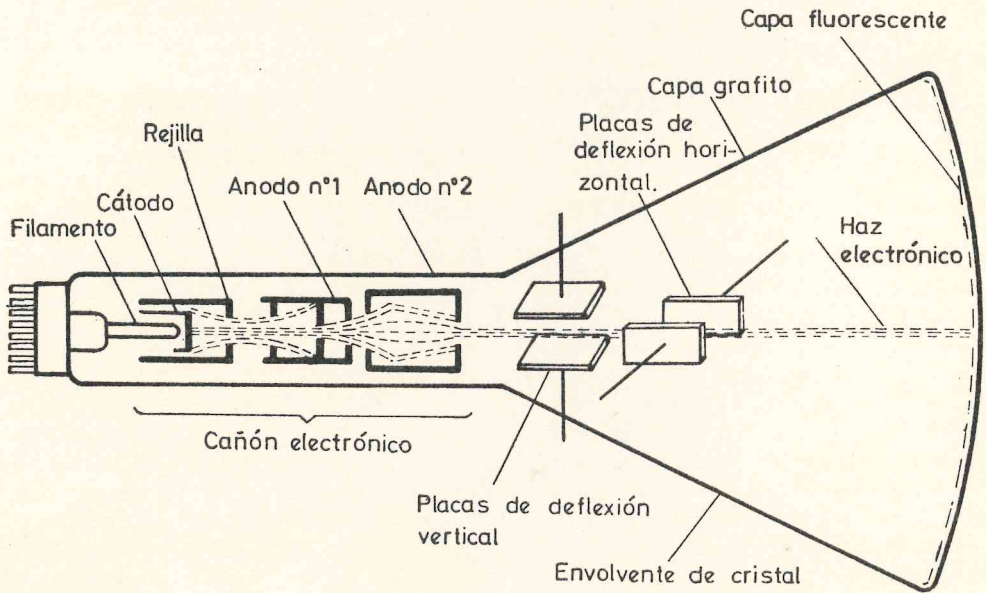 Capa fluorescente
Capa grafito
Placas de
deflexión hori-
zontal.
Rejilla
Anodo nº1
Anodo nº2
Cátodo
Filamento
Haz
electrónico
Cañón electrónico
Placas de deflexión
vertical
Envolvente de cristal